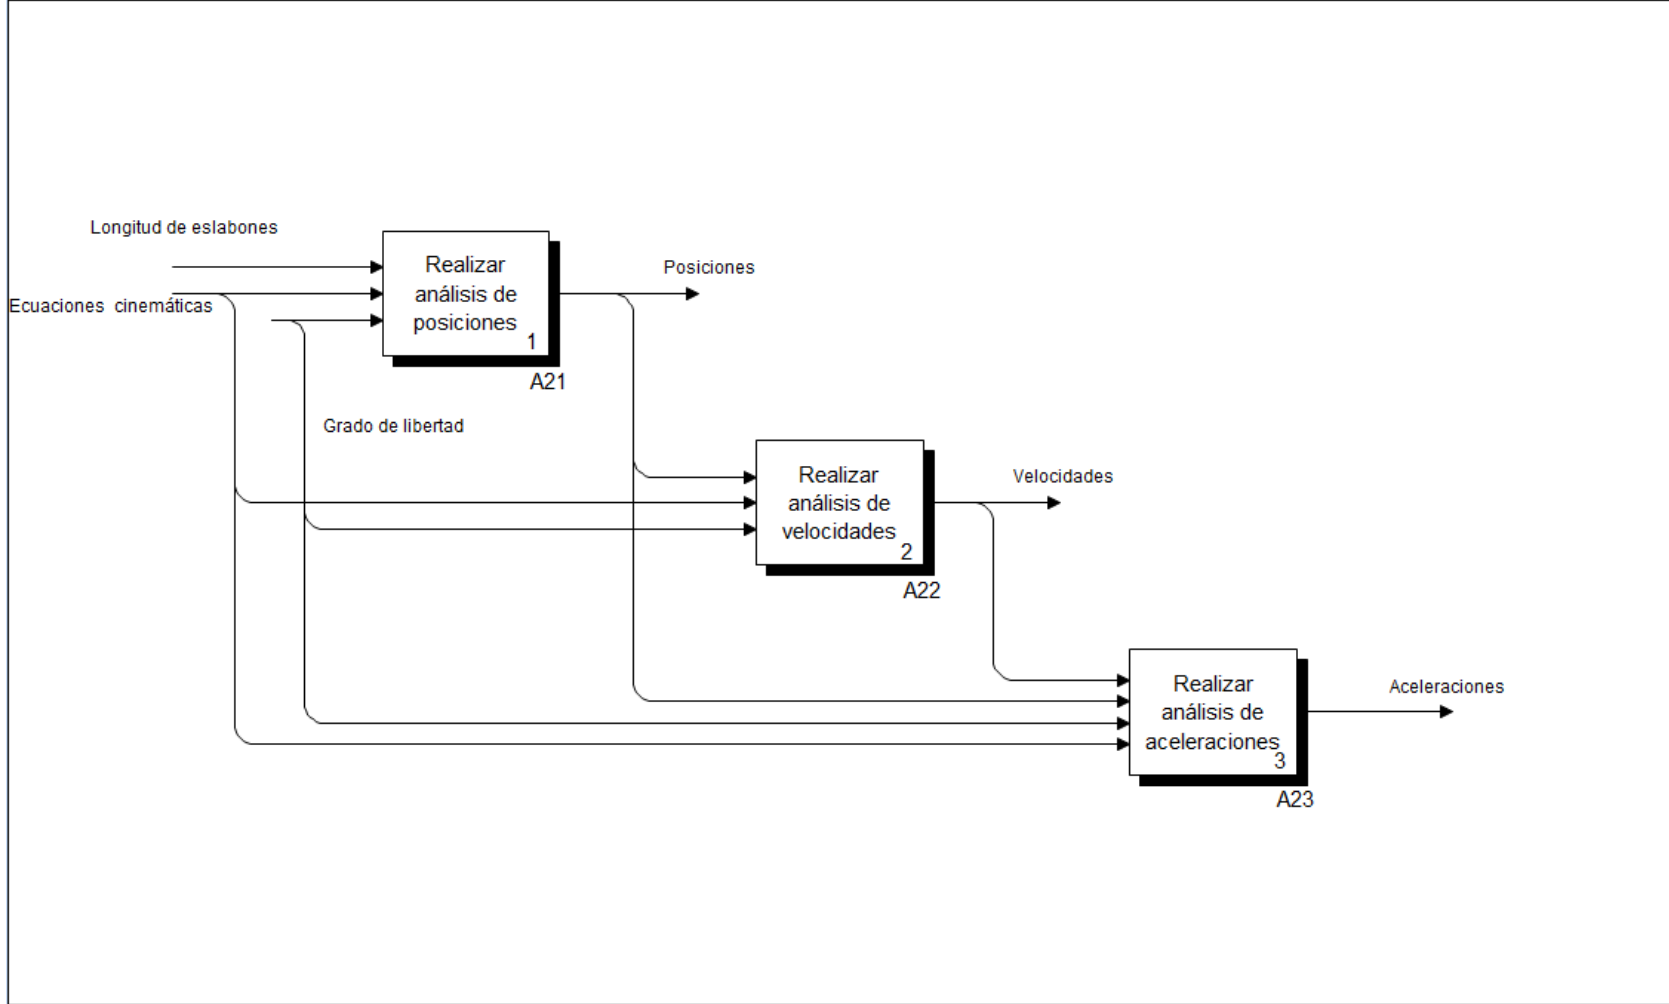 Longitud de eslabones
Ecuaciones cinemáticas
Realizar
análisis de
posiciones
1
A21
Posiciones
Grado de libertad
Realizar
análisis de
velocidades
2
A22
Velocidades
Realizar
análisis de
aceleraciones
3
A23
Aceleraciones